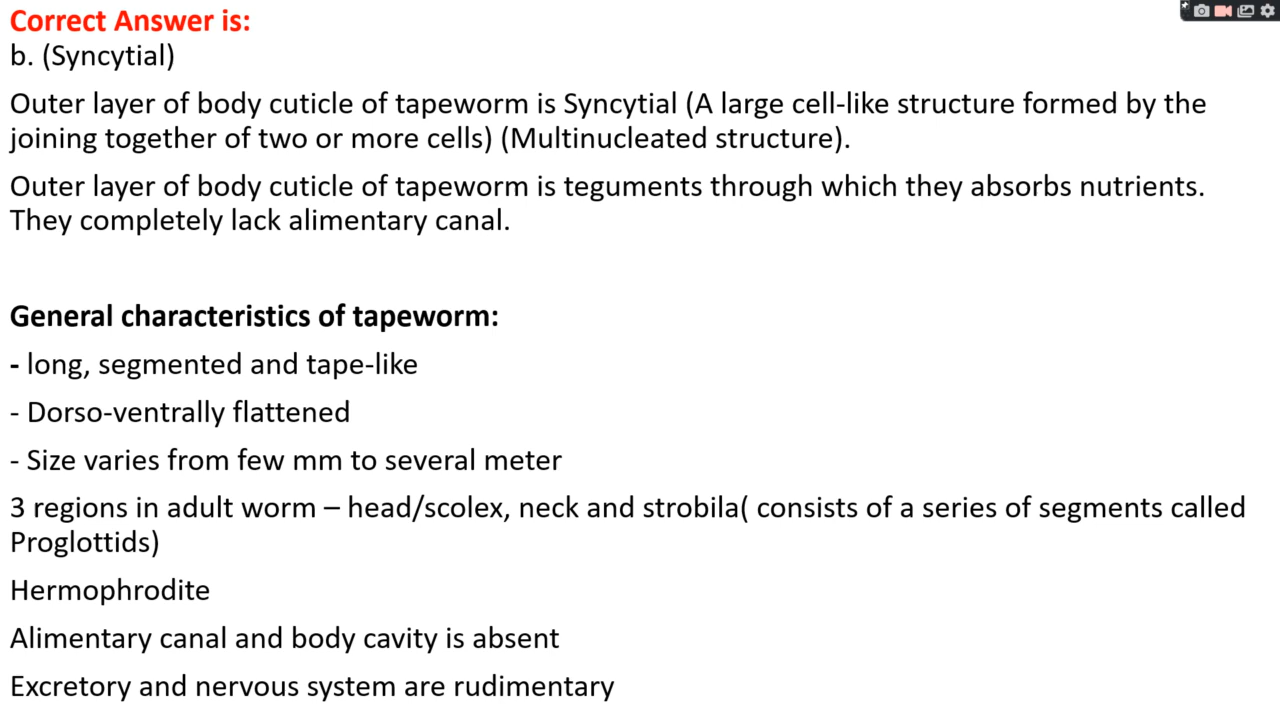 Correct Answer is:
b. (Syncytial)
Outer layer of body cuticle of tapeworm is Syncytial (A large cell-like structure formed by the
joining together of two or more cells) (Multinucleated structure).
Outer layer of body cuticle of tapeworm is teguments through which they absorbs nutrients.
They completely lack alimentary canal.
General characteristics of tapeworm:
- long, segmented and tape-like
- Dorso-ventrally flattened
- Size varies from few mm to several meter
3 regions in adult worm – head/scolex, neck and strobila( consists of a series of segments called
Proglottids)
Hermophrodite
Alimentary canal and body cavity is absent
Excretory and nervous system are rudimentary